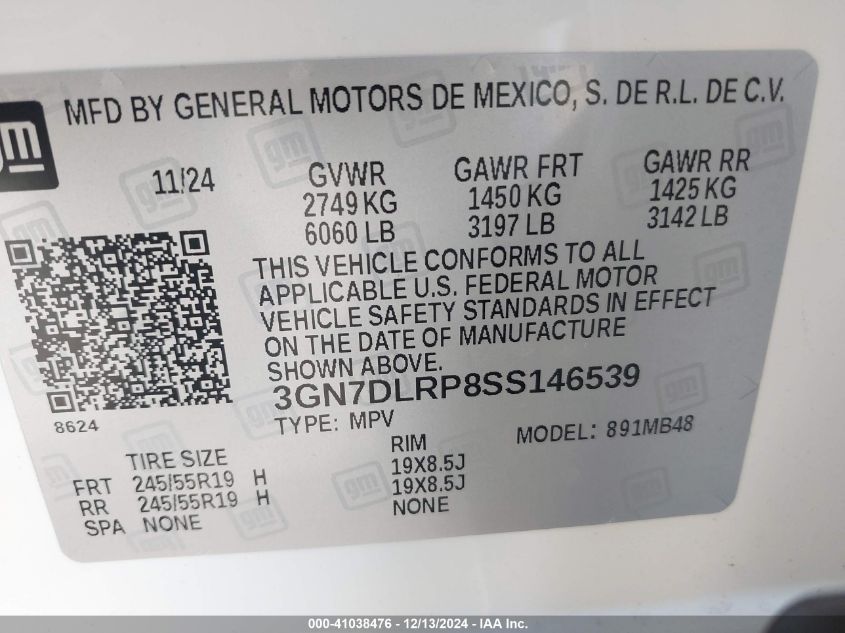 gm
MFD BY GENERAL MOTORS DE MEXICO, S. DE R.L. DE C.V.
11/24 GVWR GAWR FRT GAWR RR
2749 KG 1450 KG 1425 KG
6060 LB 3197 LB 3142 LB
THIS VEHICLE CONFORMS TO ALL
APPLICABLE U.S. FEDERAL MOTOR
VEHICLE SAFETY STANDARDS IN EFFECT
ON THE DATE OF MANUFACTURE
SHOWN ABOVE.
3GN7DLRP8SS146539
8624 TYPE: MPV MODEL: 891MB48
TIRE SIZE RIM
FRT 245/55R19 H 19X8.5J
RR 245/55R19 H 19X8.5J
SPA NONE NONE
000-41038476 - 12/13/2024 - IAA Inc.